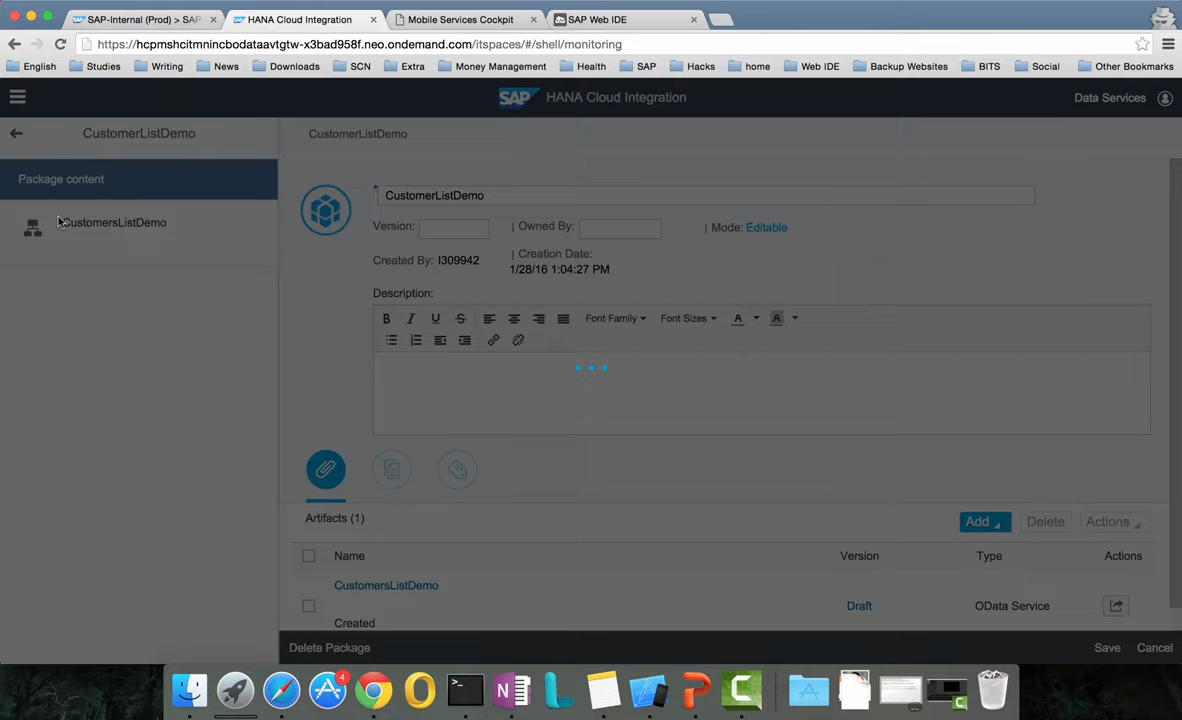 SAP-Internal (Prod) > SAP
HANA Cloud Integration
Mobile Services Cockpit
SAP Web IDE
https://hcpmshcitmnincbodataavtgtw-x3bad958f.neo.ondemand.com/itspaces/#/shell/monitoring
English Studies Writing News Downloads SCN Extra Money Management Health SAP Hacks home Web IDE Backup Websites BITS Social Other Bookmarks
SAP HANA Cloud Integration
Data Services
CustomerListDemo
CustomerListDemo
Package content
CustomersListDemo
CustomerListDemo
Version: | Owned By: | Mode: Editable
Created By: I309942 | Creation Date:
1/28/16 1:04:27 PM
Description:
B I U S Font Family Font Sizes A A
Artifacts (1)
Add Delete Actions
Name Version Type Actions
CustomersListDemo
Draft OData Service
Created
Delete Package Save Cancel
4